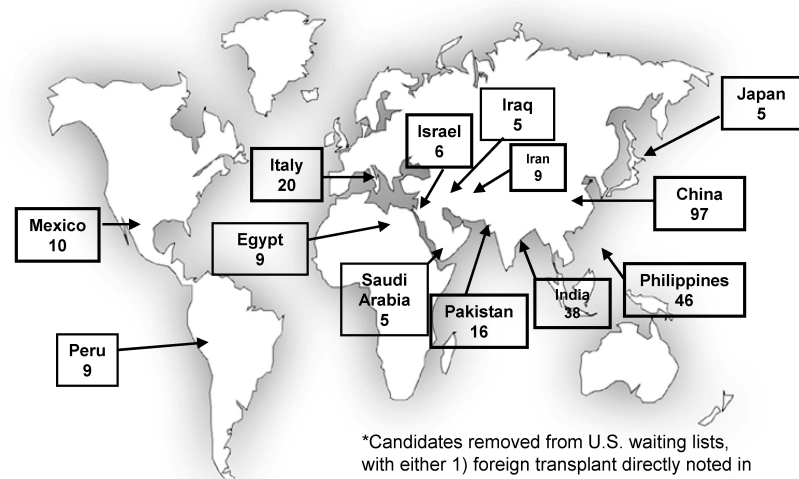 Japan
5
Iraq
5
Israel
6
Iran
9
Italy
20
China
97
Mexico
10
Egypt
9
Saudi
Arabia
5
Pakistan
16
India
38
Philippines
46
Peru
9
*Candidates removed from U.S. waiting lists,
with either 1) foreign transplant directly noted in